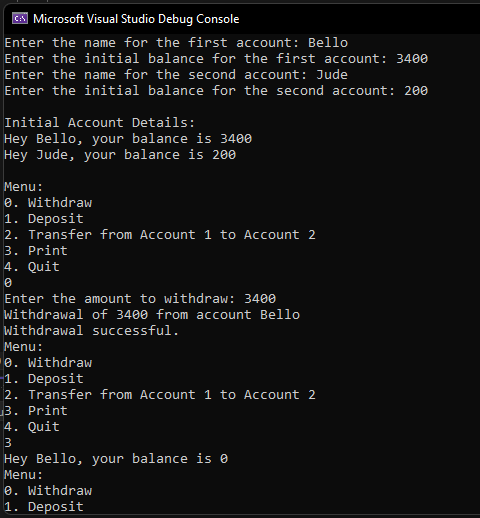 Microsoft Visual Studio Debug Console
Enter the name for the first account: Bello
Enter the initial balance for the first account: 3400
Enter the name for the second account: Jude
Enter the initial balance for the second account: 200
Initial Account Details:
Hey Bello, your balance is 3400
Hey Jude, your balance is 200
Menu:
0. Withdraw
1. Deposit
2. Transfer from Account 1 to Account 2
3. Print
4. Quit
0
Enter the amount to withdraw: 3400
Withdrawal of 3400 from account Bello
Withdrawal successful.
Menu:
0. Withdraw
1. Deposit
2. Transfer from Account 1 to Account 2
3. Print
4. Quit
3
Hey Bello, your balance is 0
Menu:
0. Withdraw
1. Deposit